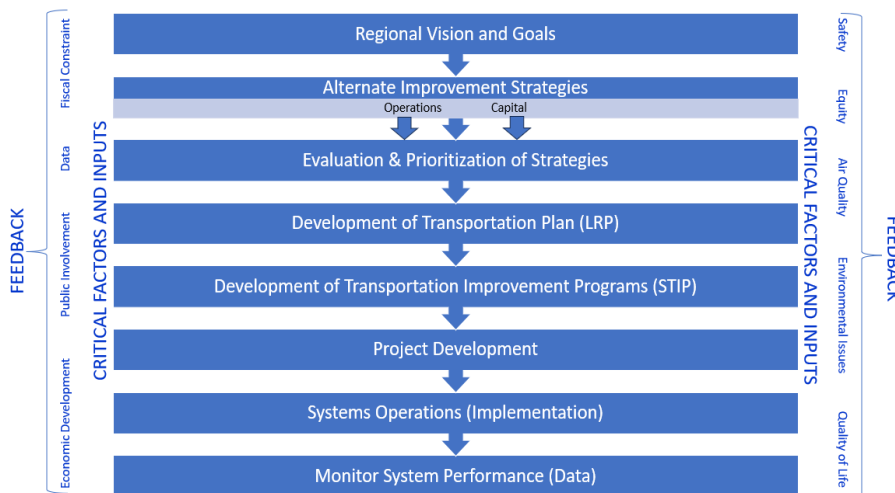 Regional Vision and Goals
Alternate Improvement Strategies
Operations
Capital
Evaluation & Prioritization of Strategies
Development of Transportation Plan (LRP)
Development of Transportation Improvement Programs (STIP)
Project Development
Systems Operations (Implementation)
Monitor System Performance (Data)
FEEDBACK
Fiscal Constraint
Data
Public Involvement
Economic Development
CRITICAL FACTORS AND INPUTS
CRITICAL FACTORS AND INPUTS
Safety
Equity
Air Quality
Environmental Issues
Quality of Life
FEEDBACK